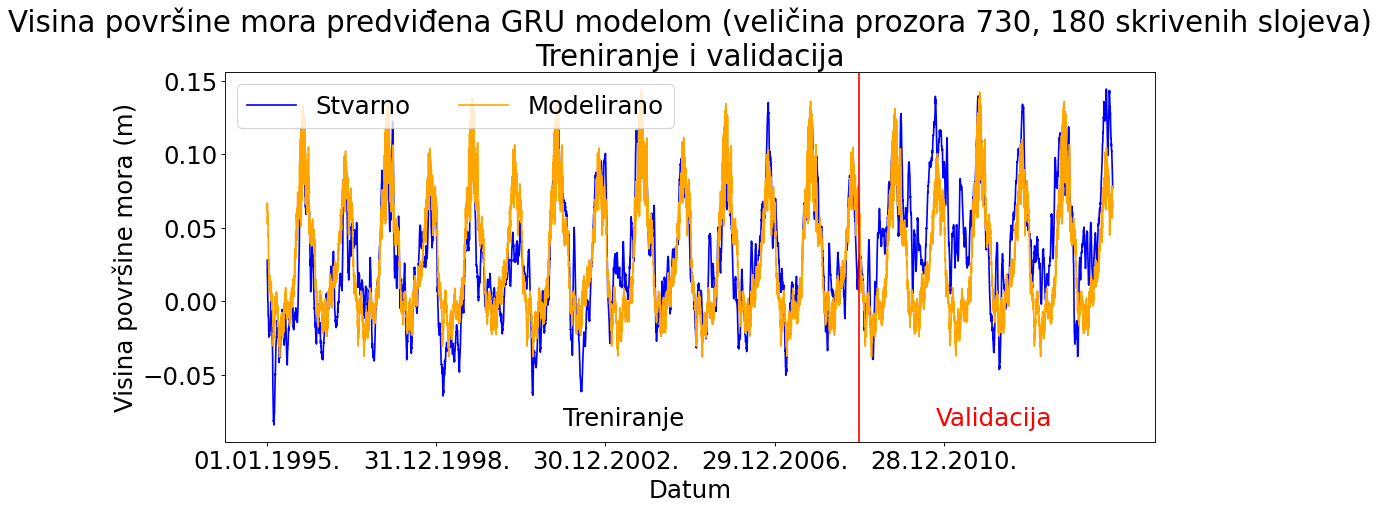 Visina površine mora predviđena GRU modelom (veličina prozora 730, 180 skrivenih slojeva)
Treniranje i validacija
Stvarno
Modelirano
Visina površine mora (m)
0.15
0.10
0.05
0.00
−0.05
Treniranje
Validacija
01.01.1995.
31.12.1998.
30.12.2002.
29.12.2006.
28.12.2010.
Datum